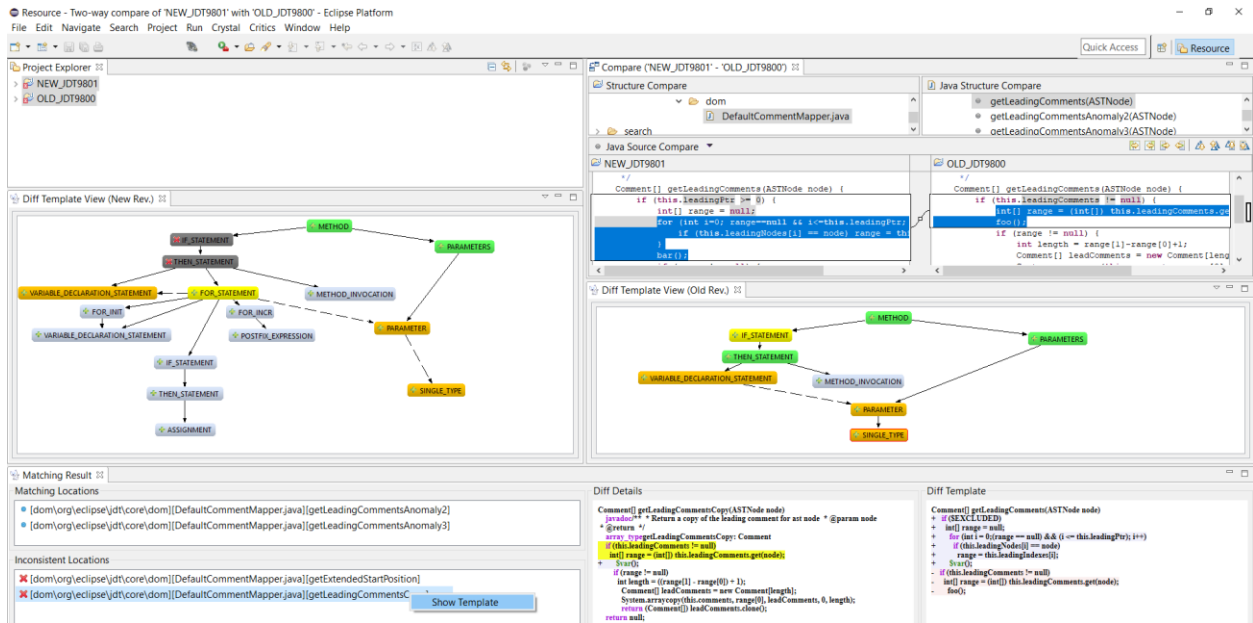 Resource - Two-way compare of 'NEW_JDT9801' with 'OLD_JDT9800' - Eclipse Platform
File Edit Navigate Search Project Run Crystal Critics Window Help
Quick Access
Resource
Project Explorer
NEW_JDT9801
OLD_JDT9800
Compare ('NEW_JDT9801' - 'OLD_JDT9800')
Structure Compare
dom
DefaultCommentMapper.java
search
Java Structure Compare
getLeadingComments(ASTNode)
getLeadingCommentsAnomaly2(ASTNode)
getLeadingCommentsAnomaly3(ASTNode)
Java Source Compare
NEW_JDT9801
*/
Comment[] getLeadingComments(ASTNode node) {
if (this.leadingPtr >= 0) {
int[] range = null;
for (int i=0; range==null && i<=this.leadingPtr;
if (this.leadingNodes[i] == node) range = thi
}
bar();
OLD_JDT9800
*/
Comment[] getLeadingComments(ASTNode node) {
if (this.leadingComments != null) {
int[] range = (int[]) this.leadingComments.ge
foo();
if (range != null) {
int length = range[1]-range[0]+1;
Comment[] leadComments = new Comment[leng
Diff Template View (New Rev.)
METHOD
IF_STATEMENT
PARAMETERS
THEN_STATEMENT
VARIABLE_DECLARATION_STATEMENT
FOR_STATEMENT
METHOD_INVOCATION
FOR_INIT
FOR_INCR
PARAMETER
VARIABLE_DECLARATION_STATEMENT
POSTFIX_EXPRESSION
IF_STATEMENT
THEN_STATEMENT
SINGLE_TYPE
ASSIGNMENT
Diff Template View (Old Rev.)
METHOD
IF_STATEMENT
PARAMETERS
THEN_STATEMENT
VARIABLE_DECLARATION_STATEMENT
METHOD_INVOCATION
PARAMETER
SINGLE_TYPE
Matching Result
Matching Locations
[dom\org\eclipse\jdt\core\dom][DefaultCommentMapper.java][getLeadingCommentsAnomaly2]
[dom\org\eclipse\jdt\core\dom][DefaultCommentMapper.java][getLeadingCommentsAnomaly3]
Inconsistent Locations
[dom\org\eclipse\jdt\core\dom][DefaultCommentMapper.java][getExtendedStartPosition]
[dom\org\eclipse\jdt\core\dom][DefaultCommentMapper.java][getLeadingCommentsC
Show Template
Diff Details
Comment[] getLeadingCommentsCopy(ASTNode node)
javadoc/** * Return a copy of the leading comment for ast node * @param node
* @return */
array_typegetLeadingCommentsCopy: Comment
if (this.leadingComments != null)
int[] range = (int[]) this.leadingComments.get(node);
+ $var();
if (range != null)
int length = ((range[1] - range[0]) + 1);
Comment[] leadComments = new Comment[length];
System.arraycopy(this.comments, range[0], leadComments, 0, length);
return (Comment[]) leadComments.clone();
return null;
Diff Template
Comment[] getLeadingComments(ASTNode node)
+ if ($EXCLUDED)
+ int[] range = null;
+ for (int i = 0;(range == null) && (i <= this.leadingPtr); i++)
+ if (this.leadingNodes[i] == node)
+ range = this.leadingIndexes[i];
+ $var();
- if (this.leadingComments != null)
- int[] range = (int[]) this.leadingComments.get(node);
- foo();